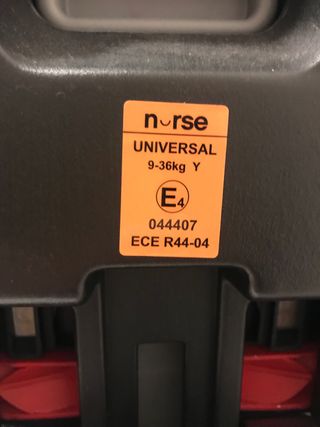 nurse
UNIVERSAL
9-36kg Y
E4
044407
ECE R44-04